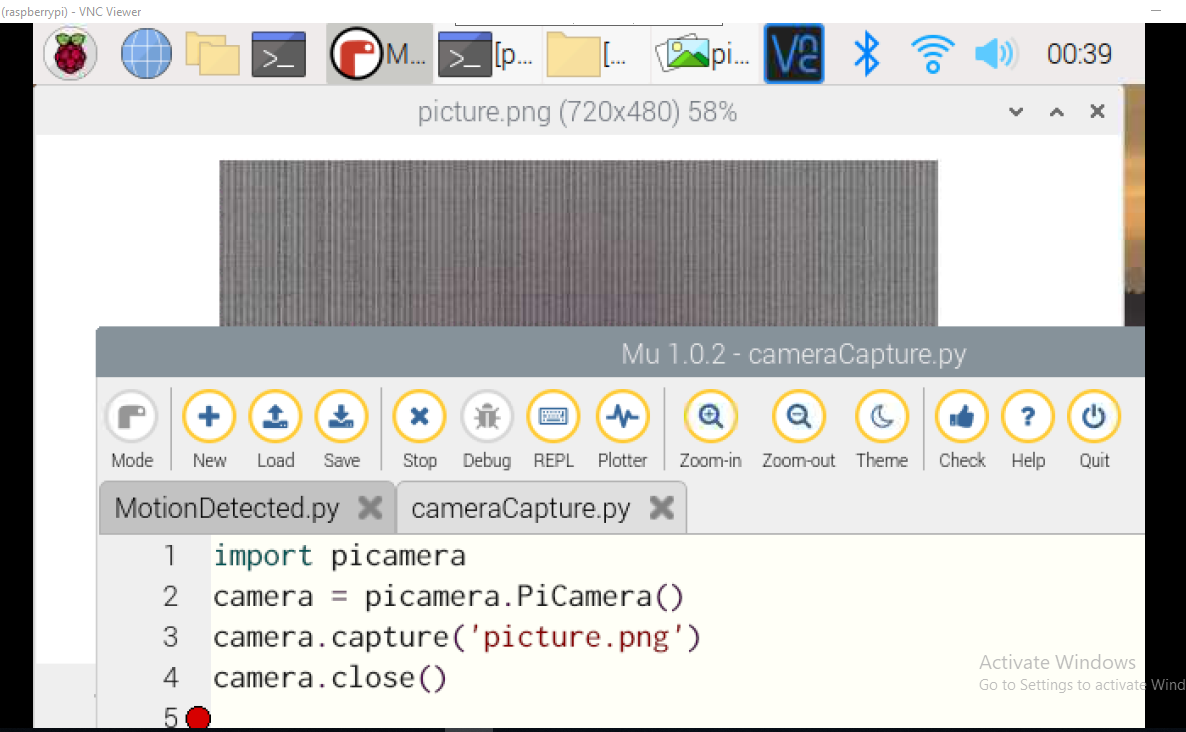 (raspberrypi) - VNC Viewer
M... [p... [... pi... 00:39
picture.png (720x480) 58%
Mu 1.0.2 - cameraCapture.py
Mode New Load Save Stop Debug REPL Plotter Zoom-in Zoom-out Theme Check Help Quit
MotionDetected.py cameraCapture.py
1 import picamera
2 camera = picamera.PiCamera()
3 camera.capture('picture.png')
4 camera.close()
5
Activate Windows
Go to Settings to activate Wind